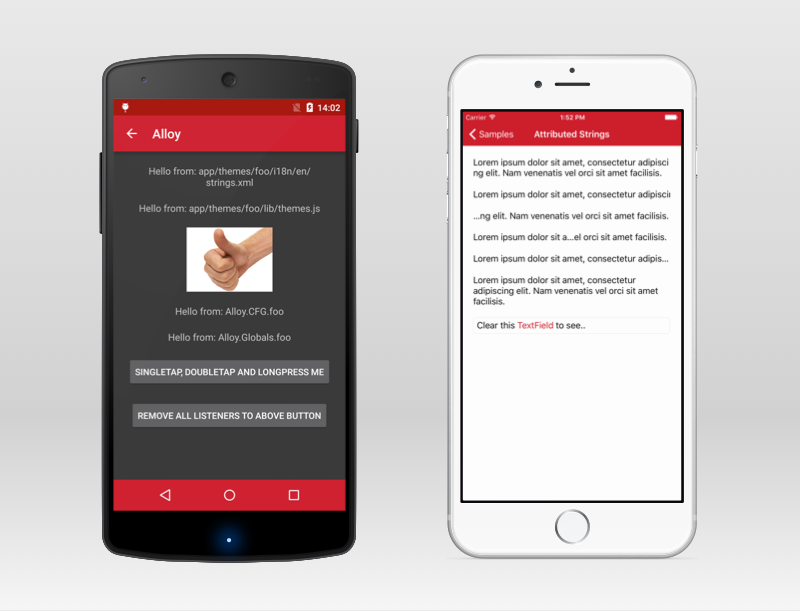 14:02
Alloy
Hello from: app/themes/foo/i18n/en/
strings.xml
Hello from: app/themes/foo/lib/themes.js
Hello from: Alloy.CFG.foo
Hello from: Alloy.Globals.foo
SINGLETAP, DOUBLETAP AND LONGPRESS ME
REMOVE ALL LISTENERS TO ABOVE BUTTON
Carrier 1:52 PM
Samples Attributed Strings
Lorem ipsum dolor sit amet, consectetur adipisci
ng elit. Nam venenatis vel orci sit amet facilisis.
Lorem ipsum dolor sit amet, consectetur adipiscin
...ng elit. Nam venenatis vel orci sit amet facilisis.
Lorem ipsum dolor sit a...el orci sit amet facilisis.
Lorem ipsum dolor sit amet, consectetur adipis...
Lorem ipsum dolor sit amet, consectetur
adipiscing elit. Nam venenatis vel orci sit amet
facilisis.
Clear this TextField to see..